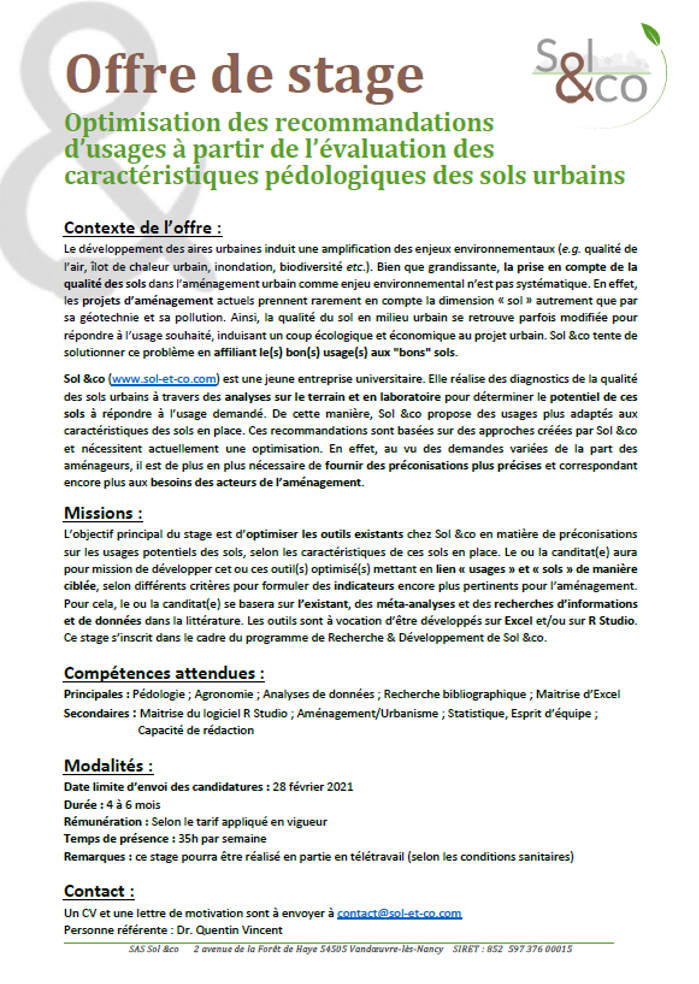 Sol
&co
Offre de stage
Optimisation des recommandations
d'usages à partir de l'évaluation des
caractéristiques pédologiques des sols urbains
Contexte de l'offre :
Le développement des aires urbaines induit une amplification des enjeux environnementaux (e.g. qualité de
l'air, îlot de chaleur urbain, inondation, biodiversité etc.). Bien que grandissante, la prise en compte de la
qualité des sols dans l'aménagement urbain comme enjeu environnemental n'est pas systématique. En effet,
les projets d'aménagement actuels prennent rarement en compte la dimension « sol » autrement que par
sa géotechnie et sa pollution. Ainsi, la qualité du sol en milieu urbain se retrouve parfois modifiée pour
répondre à l'usage souhaité, induisant un coup écologique et économique au projet urbain. Sol &co tente de
solutionner ce problème en affiliant le(s) bon(s) usage(s) aux "bons" sols.
Sol &co (www.sol-et-co.com) est une jeune entreprise universitaire. Elle réalise des diagnostics de la qualité
des sols urbains à travers des analyses sur le terrain et en laboratoire pour déterminer le potentiel de ces
sols à répondre à l'usage demandé. De cette manière, Sol &co propose des usages plus adaptés aux
caractéristiques des sols en place. Ces recommandations sont basées sur des approches créées par Sol &co
et nécessitent actuellement une optimisation. En effet, au vu des demandes variées de la part des
aménageurs, il est de plus en plus nécessaire de fournir des préconisations plus précises et correspondant
encore plus aux besoins des acteurs de l'aménagement.
Missions :
L'objectif principal du stage est d'optimiser les outils existants chez Sol &co en matière de préconisations
sur les usages potentiels des sols, selon les caractéristiques de ces sols en place. Le ou la canditat(e) aura
pour mission de développer cet ou ces outil(s) optimisé(s) mettant en lien « usages » et « sols » de manière
ciblée, selon différents critères pour formuler des indicateurs encore plus pertinents pour l'aménagement.
Pour cela, le ou la canditat(e) se basera sur l'existant, des méta-analyses et des recherches d'informations
et de données dans la littérature. Les outils sont à vocation d'être développés sur Excel et/ou sur R Studio.
Ce stage s'inscrit dans le cadre du programme de Recherche & Développement de Sol &co.
Compétences attendues :
Principales : Pédologie ; Agronomie ; Analyses de données ; Recherche bibliographique ; Maitrise d'Excel
Secondaires : Maitrise du logiciel R Studio ; Aménagement/Urbanisme ; Statistique, Esprit d'équipe ;
Capacité de rédaction
Modalités :
Date limite d'envoi des candidatures : 28 février 2021
Durée : 4 à 6 mois
Rémunération : Selon le tarif appliqué en vigueur
Temps de présence : 35h par semaine
Remarques : ce stage pourra être réalisé en partie en télétravail (selon les conditions sanitaires)
Contact :
Un CV et une lettre de motivation sont à envoyer à contact@sol-et-co.com
Personne référente : Dr. Quentin Vincent
SAS Sol &co 2 avenue de la Forêt de Haye 54505 Vandœuvre-lès-Nancy SIRET : 852 597 376 00015